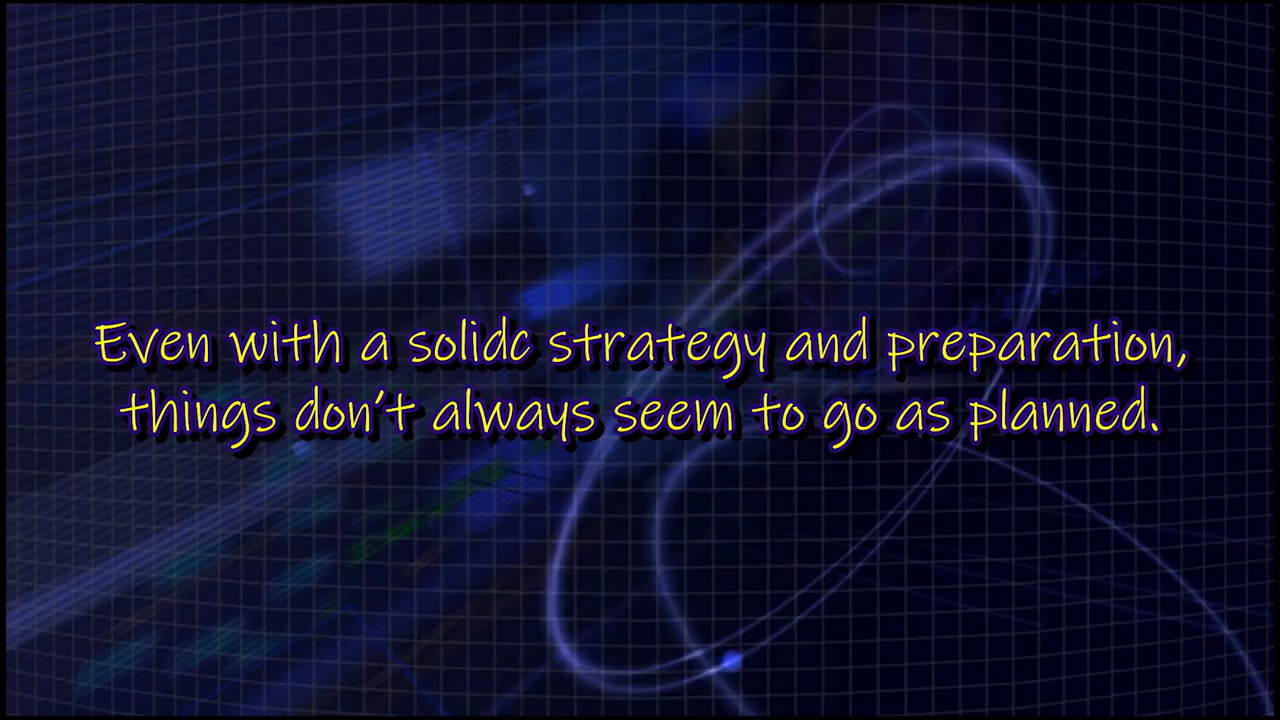 Even with a solidc strategy and preparation,
things don't always seem to go as planned.